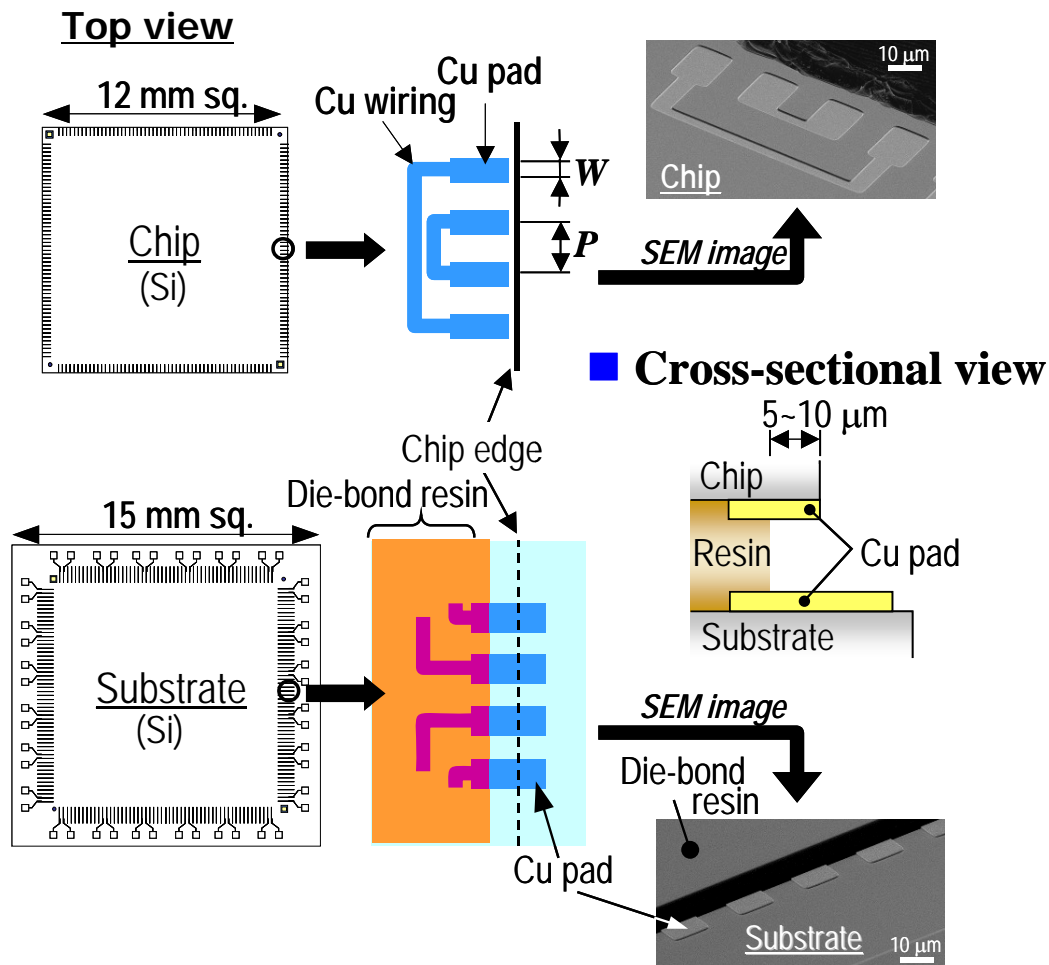 Top view
12 mm sq.
Cu wiring
Cu pad
W
P
Chip
(Si)
10 μm
Chip
SEM image
Cross-sectional view
5~10 μm
Chip
Resin
Cu pad
Substrate
Chip edge
Die-bond resin
15 mm sq.
Substrate
(Si)
SEM image
Die-bond
resin
Cu pad
Substrate
10 μm